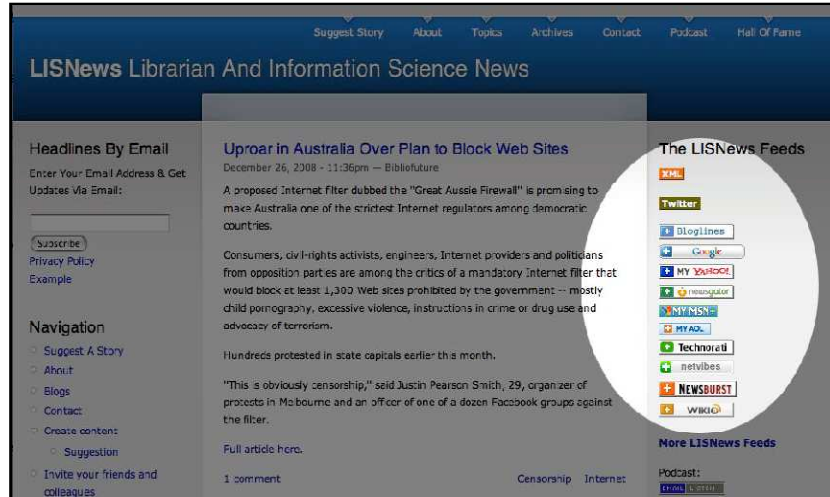 Suggest Story About Topics Archives Contact Podcast Hall Of Fame
LISNews Librarian And Information Science News
Headlines By Email
Enter Your Email Address & Get
Updates Via Email:
Subscribe
Privacy Policy
Example
Navigation
Suggest A Story
About
Blogs
Contact
Create content
Suggestion
Invite your friends and
colleagues
Uproar in Australia Over Plan to Block Web Sites
December 26, 2008 - 11:36pm — Bibliofuture
A proposed Internet filter dubbed the "Great Aussie Firewall" is promising to
make Australia one of the strictest Internet regulators among democratic
countries.
Consumers, civil-rights activists, engineers, Internet providers and politicians
from opposition parties are among the critics of a mandatory Internet filter that
would block at least 1,300 Web sites prohibited by the government -- mostly
child pornography, excessive violence, instructions in crime or drug use and
advocacy of terrorism.
Hundreds protested in state capitals earlier this month.
"This is obviously censorship," said Justin Pearson Smith, 29, organizer of
protests in Melbourne and an officer of one of a dozen Facebook groups against
the filter.
Full article here.
1 comment Censorship Internet
The LISNews Feeds
XML
Twitter
Bloglines
Google
MY YAHOO!
newsgator
MY MSN
MY AOL
Technorati
netvibes
NEWSBURST
WIKIO
More LISNews Feeds
Podcast: